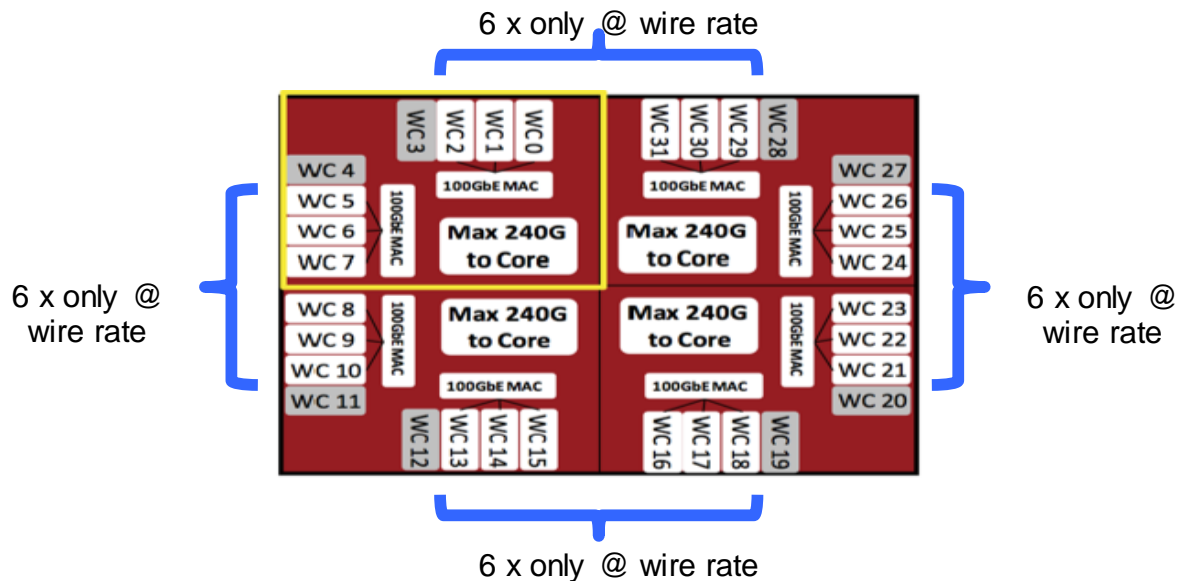 6 x only @ wire rate
WC 3
WC 2
WC 1
WC 0
WC 31
WC 30
WC 29
WC 28
WC 4
WC 5
WC 6
WC 7
100GbE MAC
100GbE MAC
Max 240G
to Core
100GbE MAC
Max 240G
to Core
100GbE MAC
WC 27
WC 26
WC 25
WC 24
6 x only @
wire rate
6 x only @
wire rate
WC 8
WC 9
WC 10
WC 11
100GbE MAC
Max 240G
to Core
100GbE MAC
Max 240G
to Core
100GbE MAC
100GbE MAC
WC 23
WC 22
WC 21
WC 20
WC 12
WC 13
WC 14
WC 15
WC 16
WC 17
WC 18
WC 19
6 x only @ wire rate